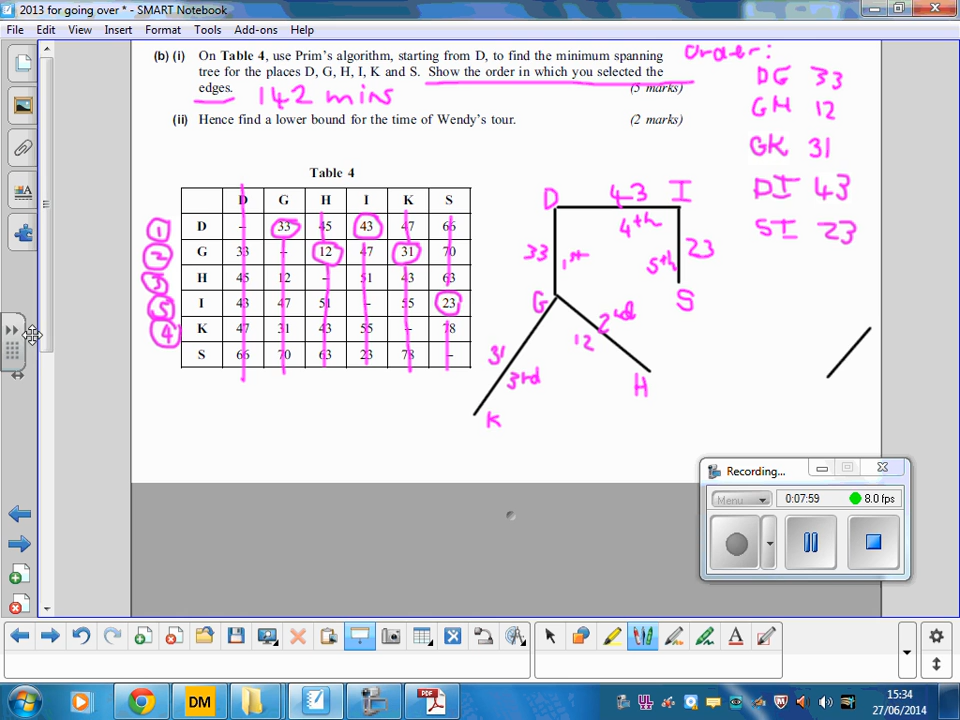 2013 for going over * - SMART Notebook
File Edit View Insert Format Tools Help
(b) (i) On Table 4, use Prim's algorithm, starting from D, to find the minimum spanning
tree for the places D, G, H, I, K and S. Show the order in which you selected the
edges. 142 mins (5 marks)
(ii) Hence find a lower bound for the time of Wendy's tour. (2 marks)
order:
DG 33
GH 12
GK 31
DI 43
SI 23
Table 4
D G H I K S
① D – 33 45 43 47 66
② G 33 – 12 47 31 70
③ H 45 12 – 51 43 63
⑤ I 43 47 51 – 55 23
④ K 47 31 43 55 – 78
S 66 70 63 23 78 –
D 43 I
4th
33 1st 5th 23
G 2nd S
12
31
3rd H
K
Recording...
Menu 0:07:59 8.0 fps
A
DM
PDF
15:34
27/06/2014